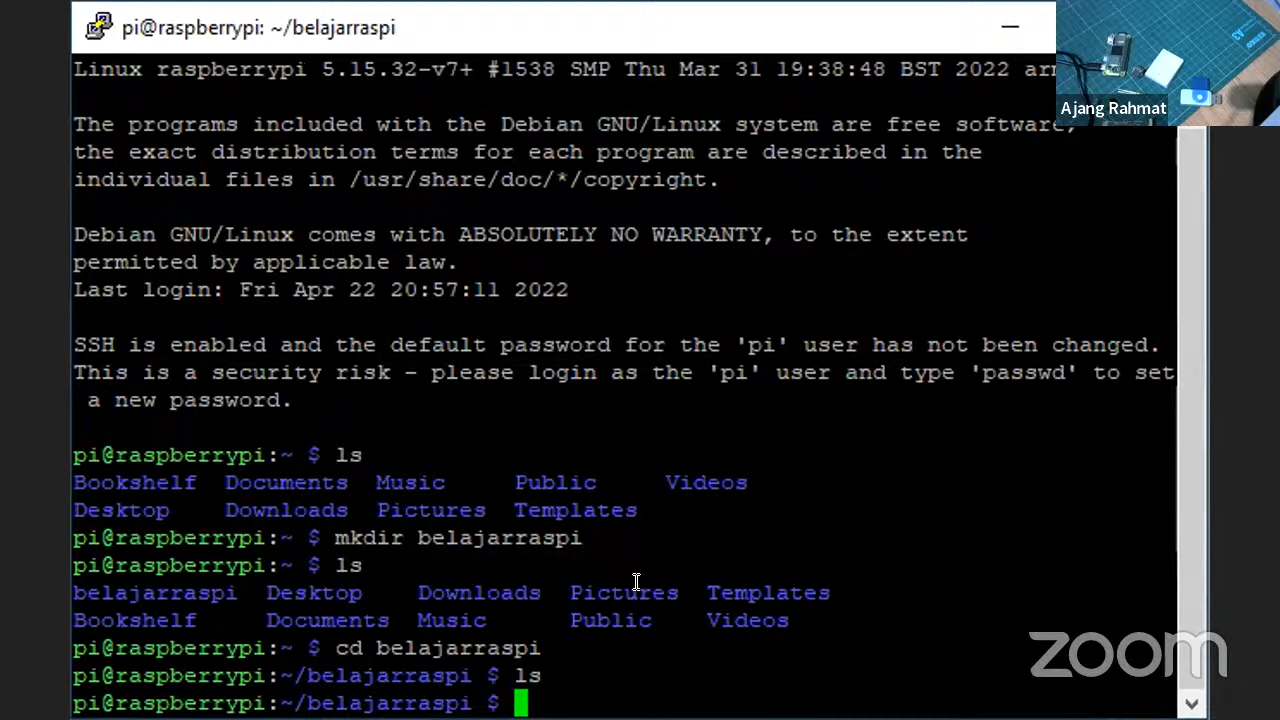 pi@raspberrypi: ~/belajarraspi
Linux raspberrypi 5.15.32-v7+ #1538 SMP Thu Mar 31 19:38:48 BST 2022
Ajang Rahmat
The programs included with the Debian GNU/Linux system are free software;
the exact distribution terms for each program are described in the
individual files in /usr/share/doc/*/copyright.
Debian GNU/Linux comes with ABSOLUTELY NO WARRANTY, to the extent
permitted by applicable law.
Last login: Fri Apr 22 20:57:11 2022
SSH is enabled and the default password for the 'pi' user has not been changed.
This is a security risk - please login as the 'pi' user and type 'passwd' to set
a new password.
pi@raspberrypi:~ $ ls
Bookshelf Documents Music Public Videos
Desktop Downloads Pictures Templates
pi@raspberrypi:~ $ mkdir belajarraspi
pi@raspberrypi:~ $ ls
belajarraspi Desktop Downloads Pictures Templates
Bookshelf Documents Music Public Videos
pi@raspberrypi:~ $ cd belajarraspi
pi@raspberrypi:~/belajarraspi $ ls
pi@raspberrypi:~/belajarraspi $
zoom